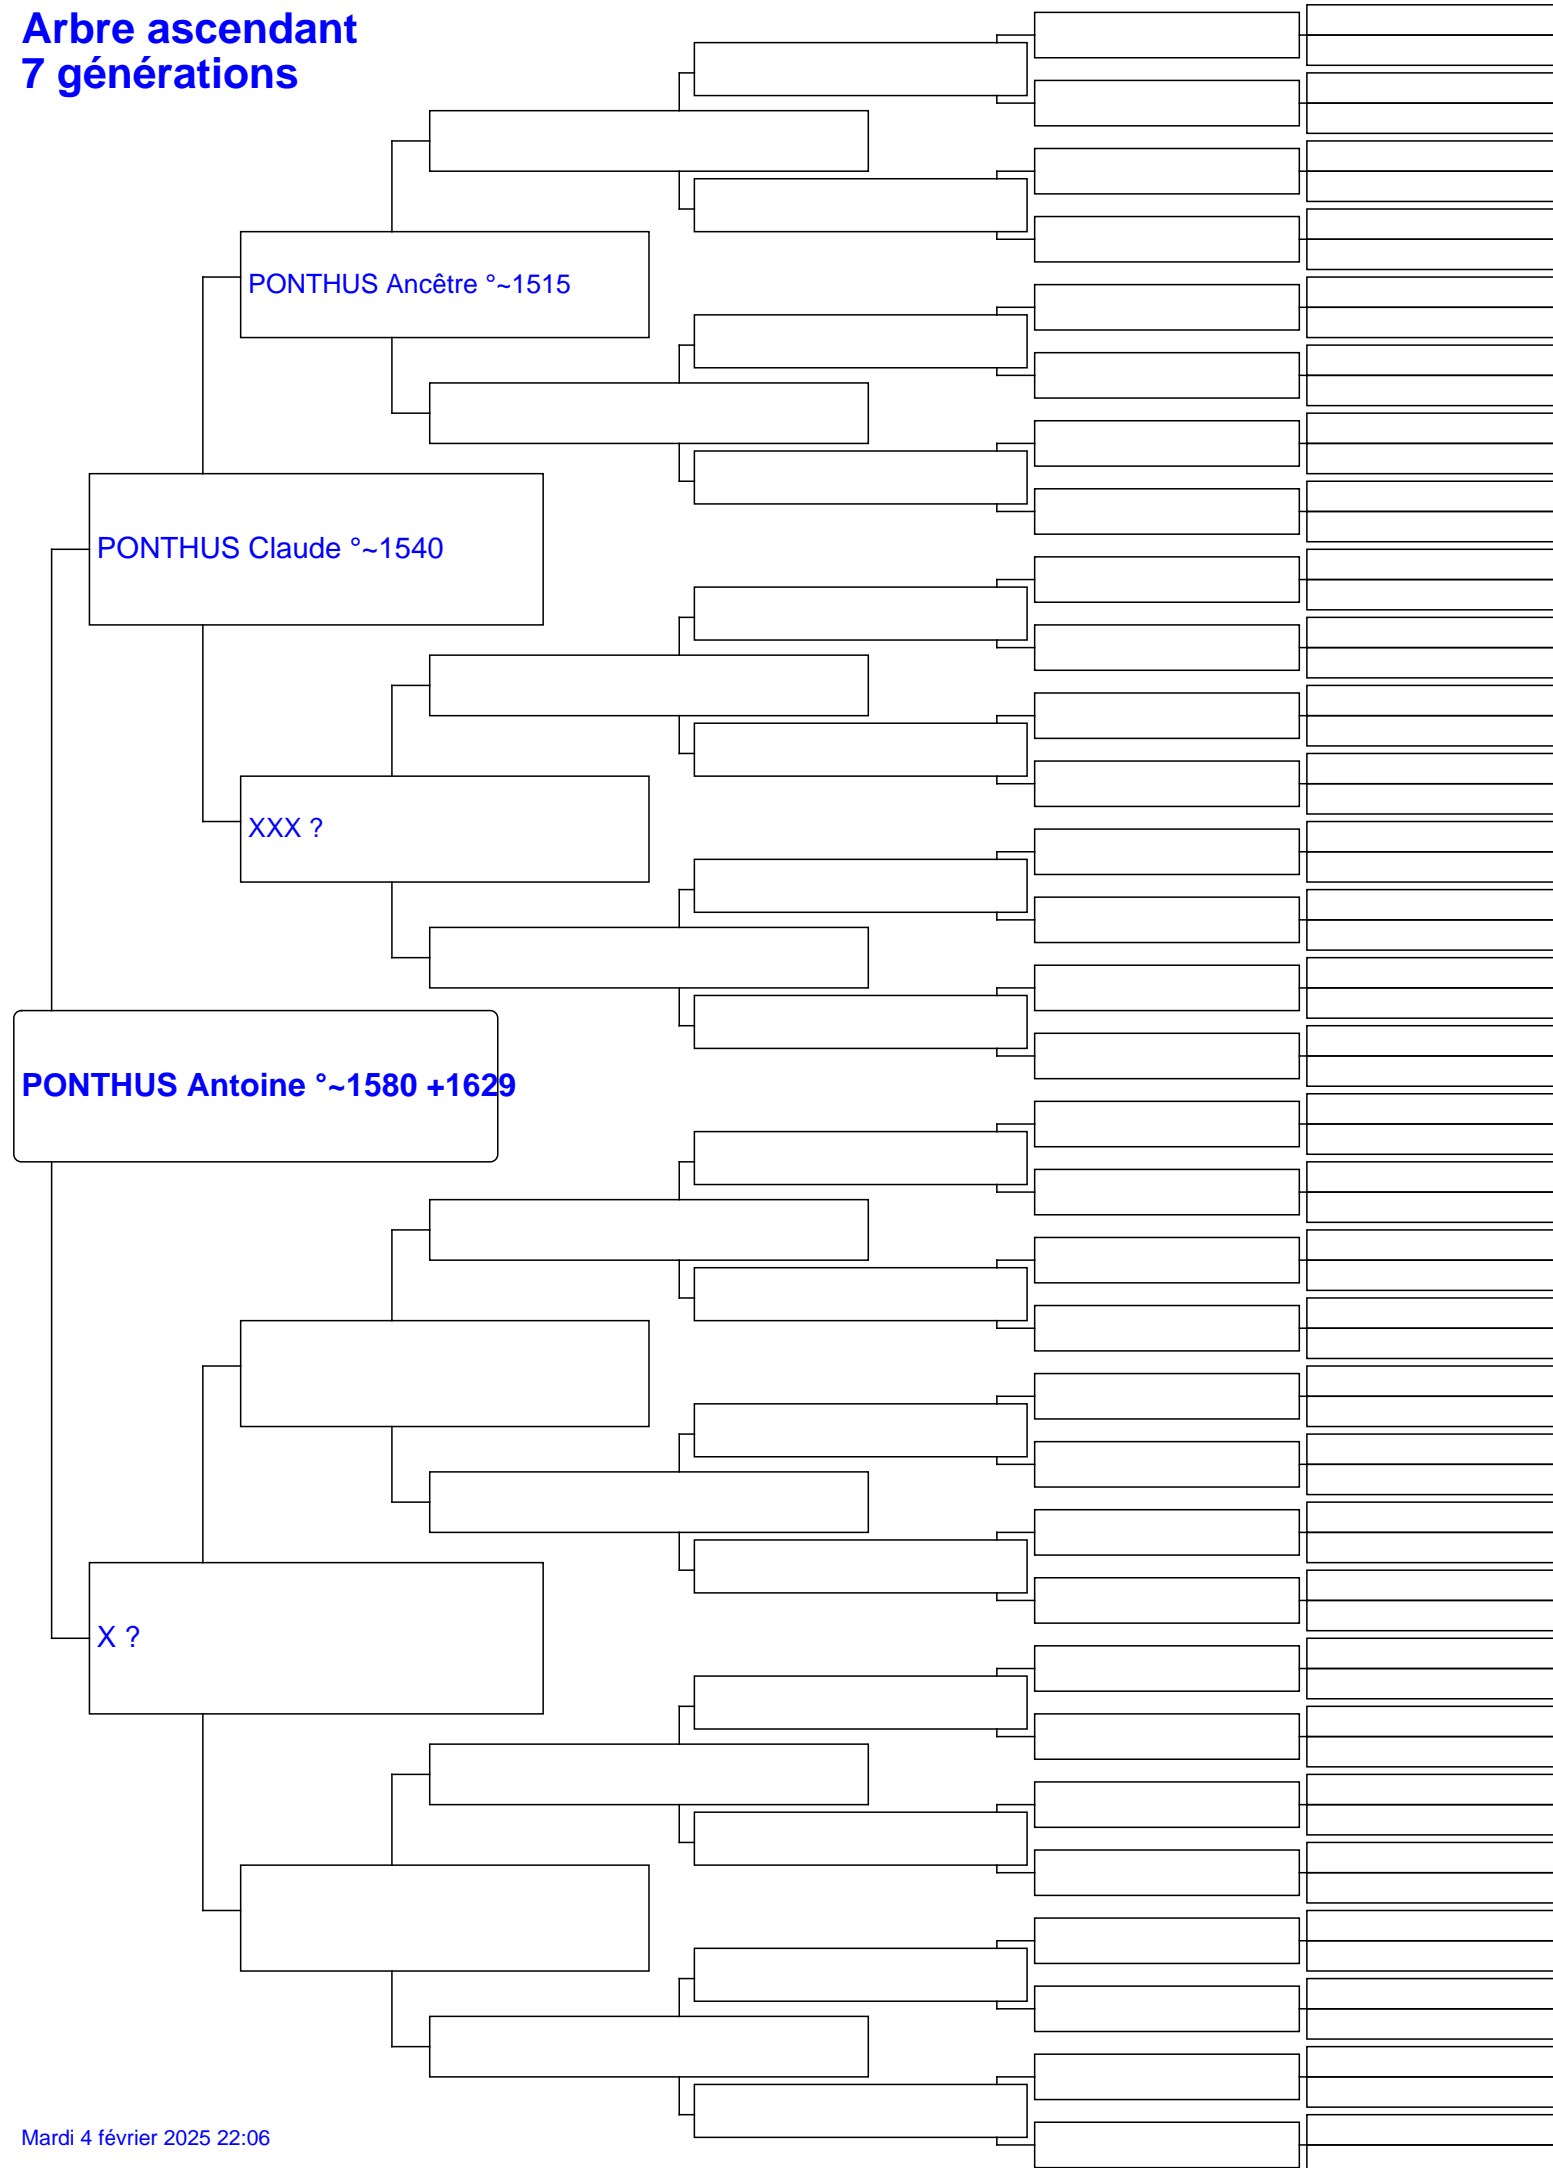 Arbre ascendant
7 générations
PONTHUS Ancêtre °~1515
PONTHUS Claude °~1540
XXX ?
PONTHUS Antoine °~1580 +1629
X ?
Mardi 4 février 2025 22:06